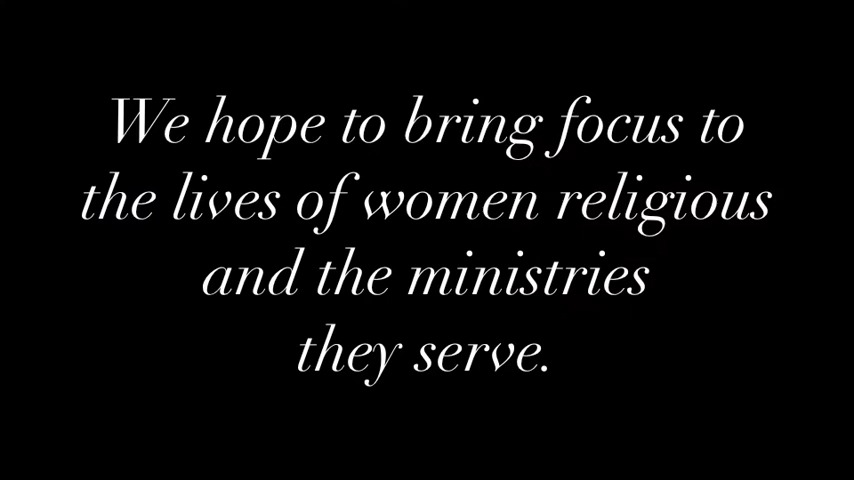 We hope to bring focus to
the lives of women religious
and the ministries
they serve.